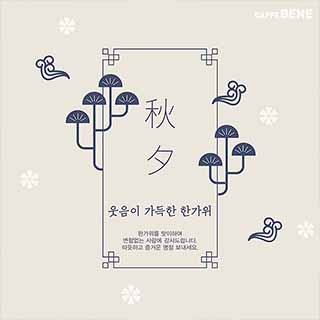 CAFFE BENE
秋
夕
웃음이 가득한 한가위
한가위를 맞이하여
변함없는 사랑에 감사드립니다.
따뜻하고 즐거운 명절 보내세요.